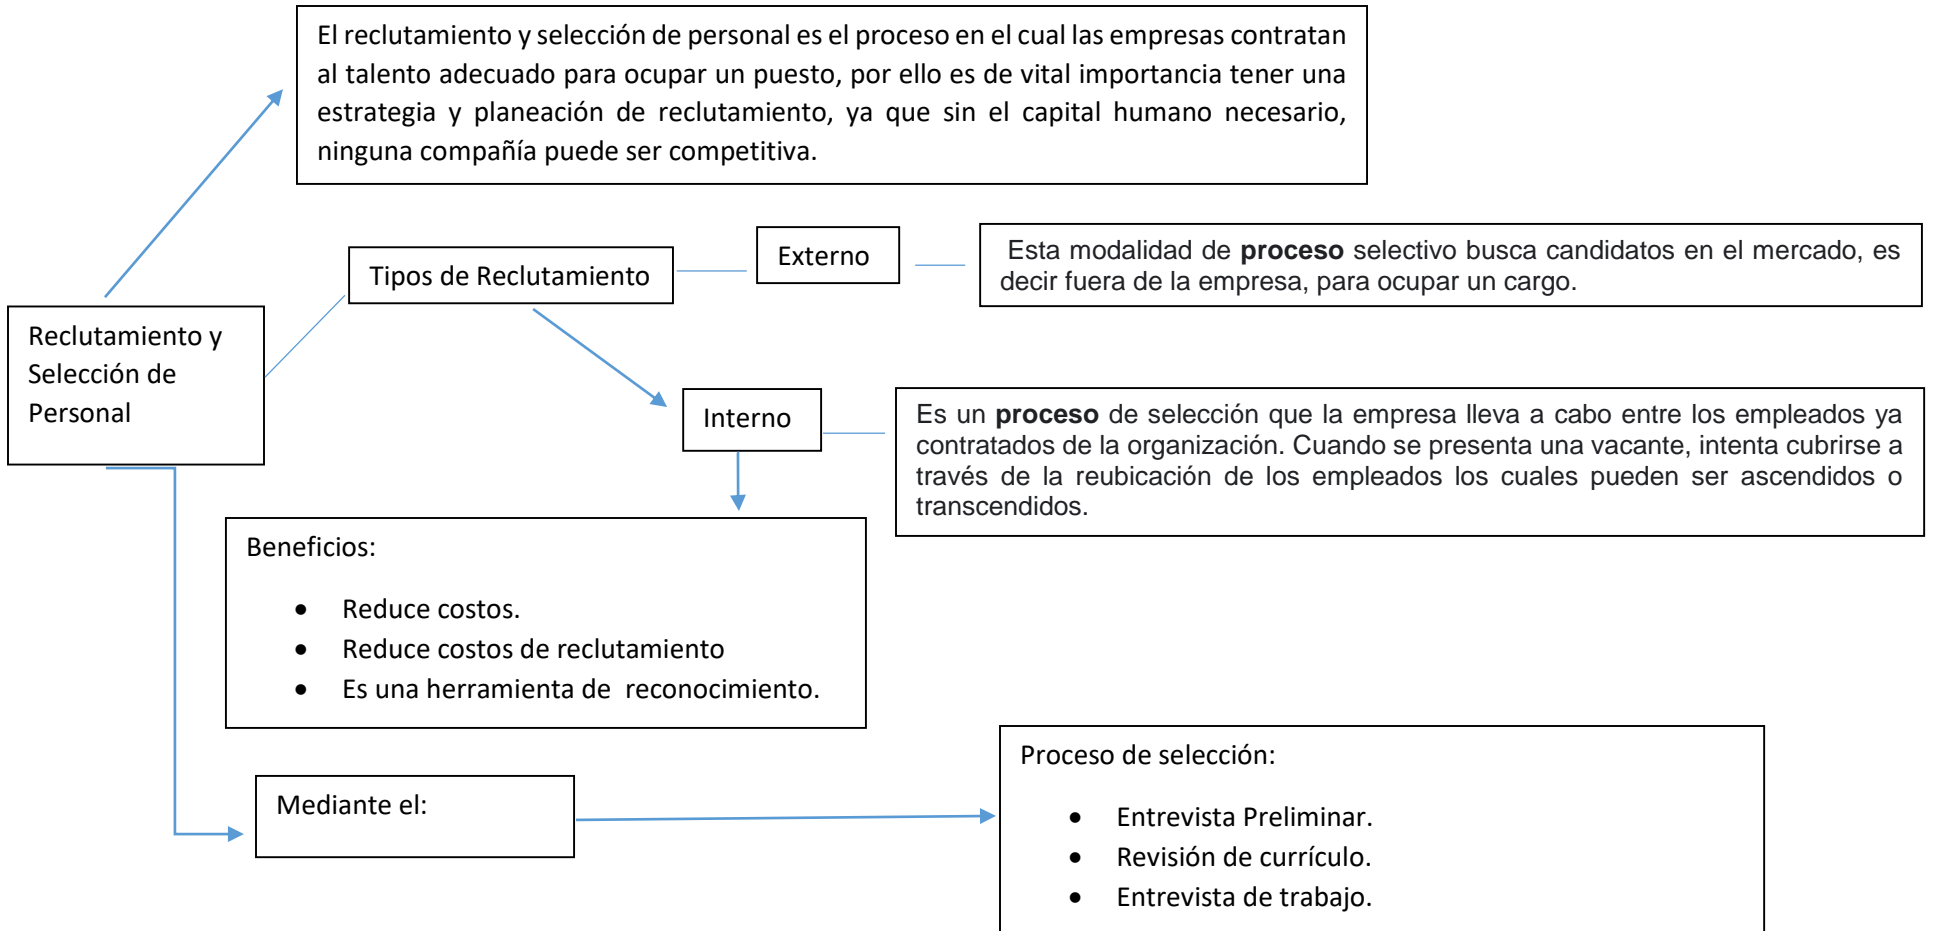 El reclutamiento y selección de personal es el proceso en el cual las empresas contratan
al talento adecuado para ocupar un puesto, por ello es de vital importancia tener una
estrategia y planeación de reclutamiento, ya que sin el capital humano necesario,
ninguna compañía puede ser competitiva.
Reclutamiento y
Selección de
Personal
Tipos de Reclutamiento
Externo
Esta modalidad de proceso selectivo busca candidatos en el mercado, es
decir fuera de la empresa, para ocupar un cargo.
Interno
Es un proceso de selección que la empresa lleva a cabo entre los empleados ya
contratados de la organización. Cuando se presenta una vacante, intenta cubrirse a
través de la reubicación de los empleados los cuales pueden ser ascendidos o
transcendidos.
Beneficios:
• Reduce costos.
• Reduce costos de reclutamiento
• Es una herramienta de reconocimiento.
Mediante el:
Proceso de selección:
• Entrevista Preliminar.
• Revisión de currículo.
• Entrevista de trabajo.